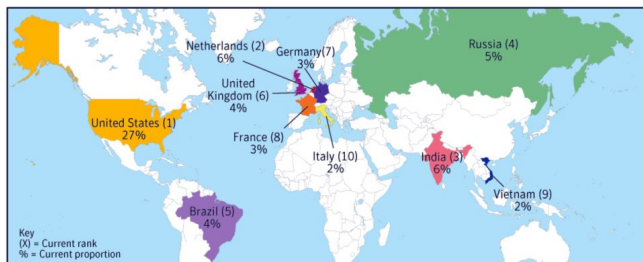 Netherlands (2)
6%
Germany(7)
3%
Russia (4)
5%
United
Kingdom (6)
4%
United States (1)
27%
France (8)
3%
Italy (10)
2%
India (3)
6%
Vietnam (9)
2%
Brazil (5)
4%
Key
(X) = Current rank
% = Current proportion